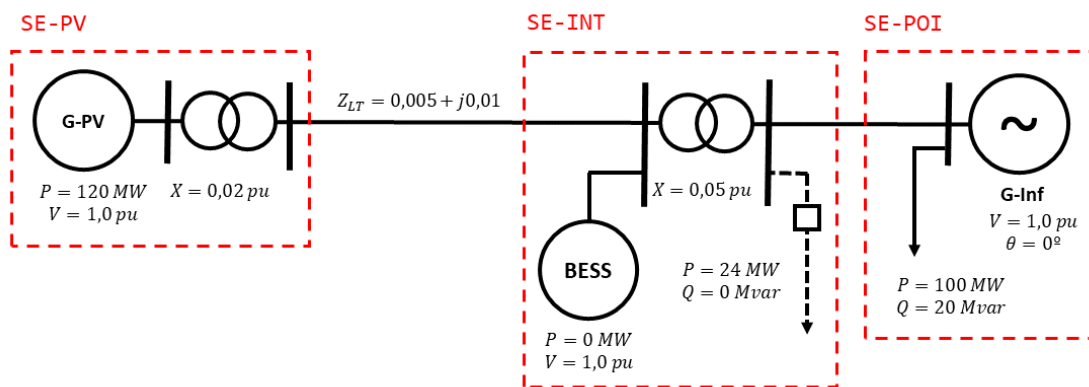 SE-PV
SE-INT
SE-POI
G-PV
Z_LT = 0,005 + j0,01
~
P = 120 MW
V = 1,0 pu
X = 0,02 pu
X = 0,05 pu
G-Inf
V = 1,0 pu
θ = 0º
BESS
P = 24 MW
Q = 0 Mvar
P = 100 MW
Q = 20 Mvar
P = 0 MW
V = 1,0 pu